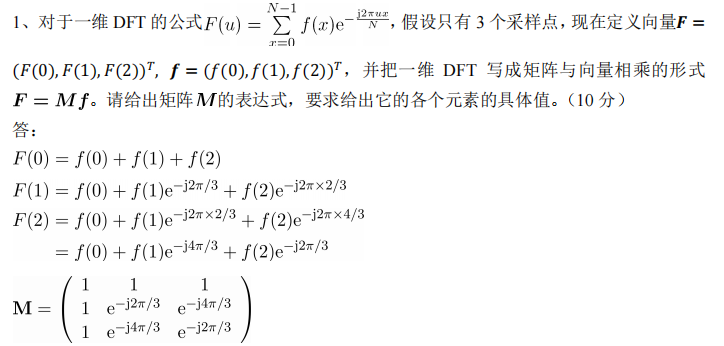 1、对于一维 DFT 的公式$F(u) = \sum_{x=0}^{N-1} f(x)\mathrm{e}^{-\frac{\mathrm{j}2\pi ux}{N}}$，假设只有 3 个采样点，现在定义向量$\boldsymbol{F}=$
$(F(0),F(1),F(2))^T$, $\boldsymbol{f} = (f(0),f(1),f(2))^T$，并把一维 DFT 写成矩阵与向量相乘的形式
$\boldsymbol{F} = \boldsymbol{Mf}$。请给出矩阵$\boldsymbol{M}$的表达式，要求给出它的各个元素的具体值。（10 分）
答：
$F(0) = f(0) + f(1) + f(2)$
$F(1) = f(0) + f(1)\mathrm{e}^{-\mathrm{j}2\pi/3} + f(2)\mathrm{e}^{-\mathrm{j}2\pi\times 2/3}$
$F(2) = f(0) + f(1)\mathrm{e}^{-\mathrm{j}2\pi\times 2/3} + f(2)\mathrm{e}^{-\mathrm{j}2\pi\times 4/3}$
$= f(0) + f(1)\mathrm{e}^{-\mathrm{j}4\pi/3} + f(2)\mathrm{e}^{-\mathrm{j}2\pi/3}$
$\mathbf{M} = \begin{pmatrix} 1 & 1 & 1 \\ 1 & \mathrm{e}^{-\mathrm{j}2\pi/3} & \mathrm{e}^{-\mathrm{j}4\pi/3} \\ 1 & \mathrm{e}^{-\mathrm{j}4\pi/3} & \mathrm{e}^{-\mathrm{j}2\pi/3} \end{pmatrix}$